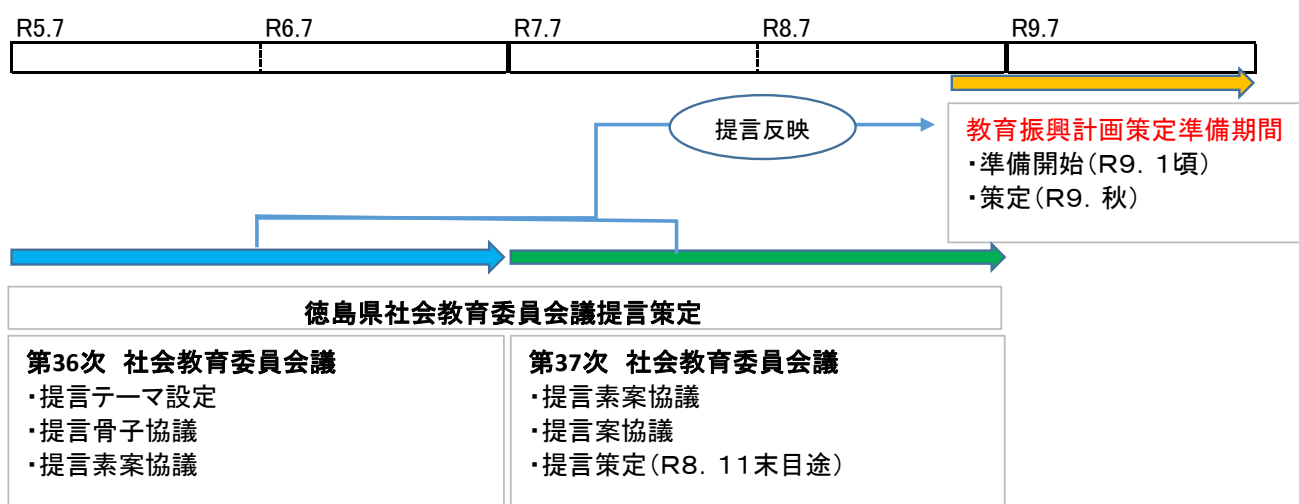 R5.7
R6.7
R7.7
R8.7
R9.7
提言反映
教育振興計画策定準備期間
・準備開始(R9.1頃)
・策定(R9.秋)
徳島県社会教育委員会議提言策定
第36次 社会教育委員会議
・提言テーマ設定
・提言骨子協議
・提言素案協議
第37次 社会教育委員会議
・提言素案協議
・提言案協議
・提言策定(R8.11末目途)